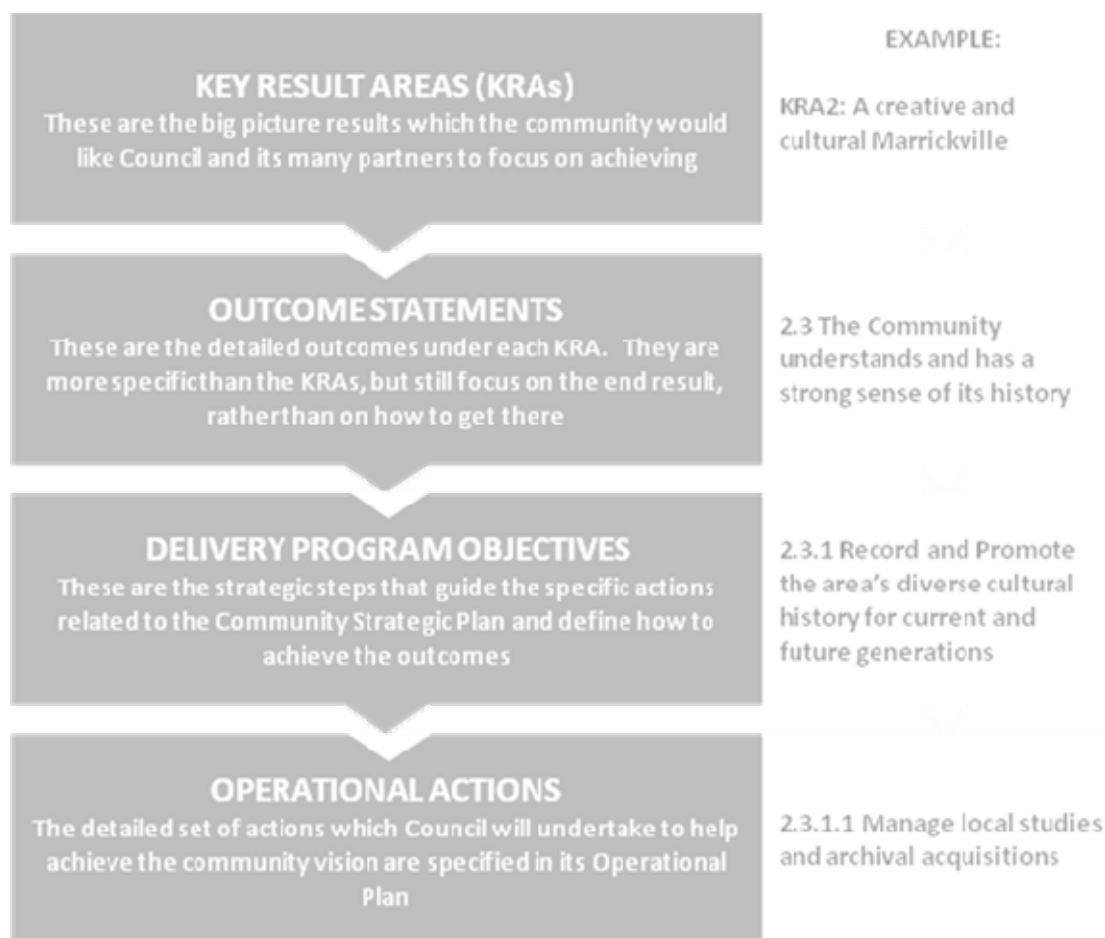 KEY RESULT AREAS (KRAs)
These are the big picture results which the community would
like Council and its many partners to focus on achieving
EXAMPLE:
KRA2: A creative and
cultural Marrickville
OUTCOME STATEMENTS
These are the detailed outcomes under each KRA. They are
more specific than the KRAs, but still focus on the end result,
rather than on how to get there
2.3 The Community
understands and has a
strong sense of its history
DELIVERY PROGRAM OBJECTIVES
These are the strategic steps that guide the specific actions
related to the Community Strategic Plan and define how to
achieve the outcomes
2.3.1 Record and Promote
the area's diverse cultural
history for current and
future generations
OPERATIONAL ACTIONS
The detailed set of actions which Council will undertake to help
achieve the community vision are specified in its Operational
Plan
2.3.1.1 Manage local studies
and archival acquisitions